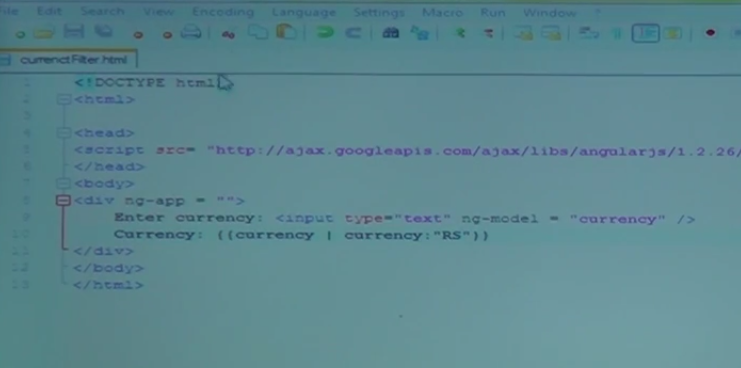 File Edit Search View Encoding Language Settings Macro Run Window
currenctFilter.html
1 <!DOCTYPE html>
2 <html>
3
4 <head>
5 <script src= "http://ajax.googleapis.com/ajax/libs/angularjs/1.2.26/
6 </head>
7 <body>
8 <div ng-app = "">
9 Enter currency: <input type="text" ng-model = "currency" />
10 Currency: {{currency | currency:"RS"}}
11 </div>
12 </body>
13 </html>